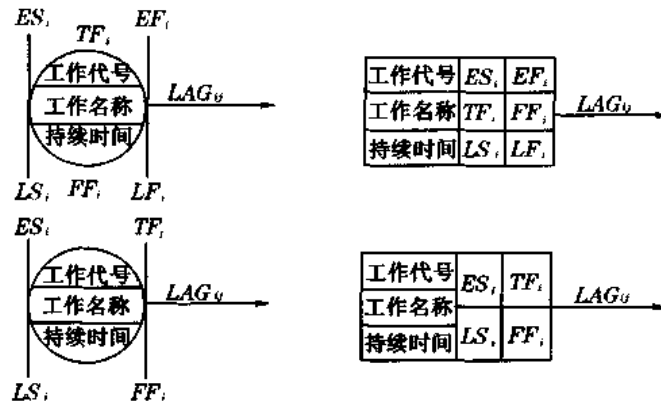 ES_i TF_i EF_i
工作代号
工作名称 LAG_ij
持续时间
LS_i FF_i LF_i
工作代号 ES_i EF_i
工作名称 TF_i FF_i LAG_ij
持续时间 LS_i LF_i
ES_i TF_i
工作代号
工作名称 LAG_ij
持续时间
LS_i FF_i
工作代号 ES_i TF_i
工作名称 LAG_ij
持续时间 LS_i FF_i